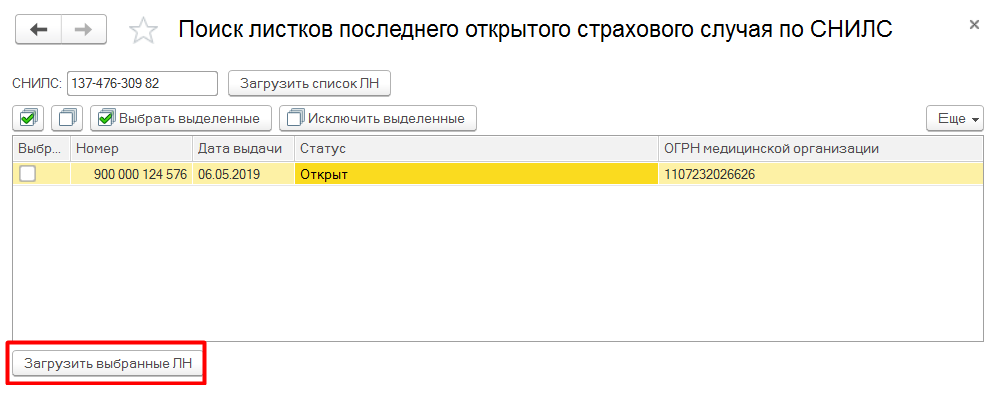 Поиск листков последнего открытого страхового случая по СНИЛС
СНИЛС: 137-476-309 82 Загрузить список ЛН
Выбрать выделенные Исключить выделенные Еще
Выбр... Номер Дата выдачи Статус ОГРН медицинской организации
900 000 124 576 06.05.2019 Открыт 1107232026626
Загрузить выбранные ЛН